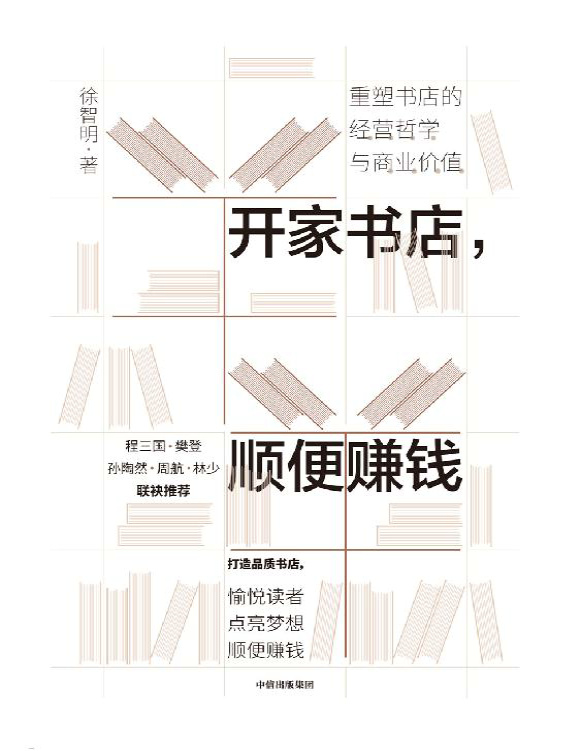 徐智明·著
重塑书店的
经营哲学
与商业价值
开家书店，
顺便赚钱
程三国·樊登
孙陶然·周航·林少
联袂推荐
打造品质书店，
愉悦读者
点亮梦想
顺便赚钱
中信出版集团